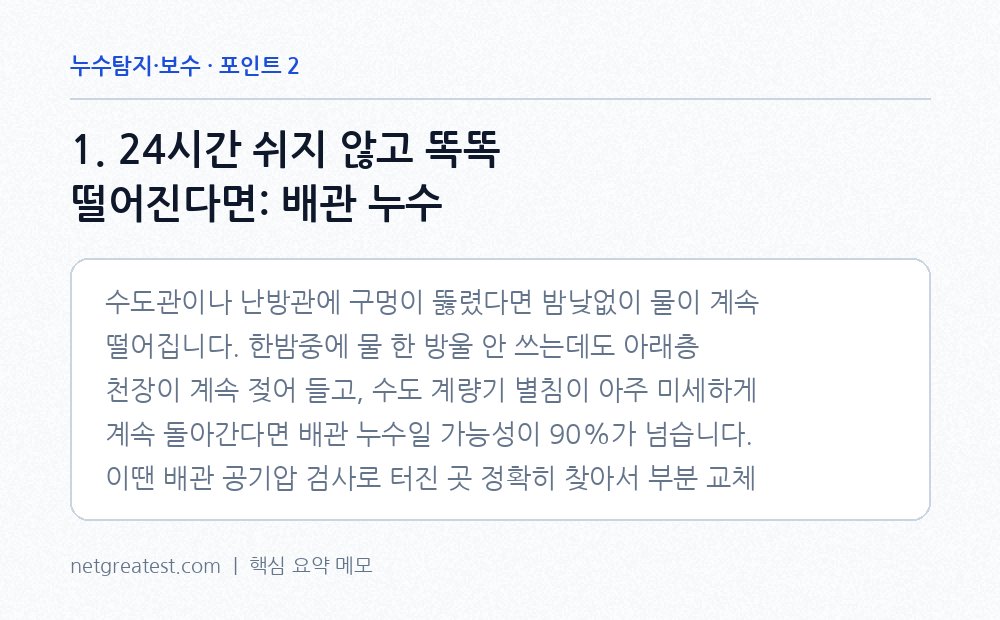 누수탐지·보수 · 포인트 2
1. 24시간 쉬지 않고 똑똑
떨어진다면: 배관 누수
수도관이나 난방관에 구멍이 뚫렸다면 밤낮없이 물이 계속
떨어집니다. 한밤중에 물 한 방울 안 쓰는데도 아래층
천장이 계속 젖어 들고, 수도 계량기 별침이 아주 미세하게
계속 돌아간다면 배관 누수일 가능성이 90%가 넘습니다.
이땐 배관 공기압 검사로 터진 곳 정확히 찾아서 부분 교체
netgreatest.com | 핵심 요약 메모